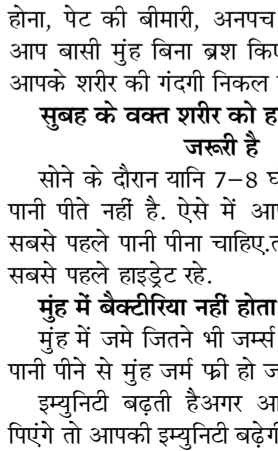 होना, पेट की बीमारी, अनपच
आप बासी मुंह बिना ब्रश
आपके शरीर की गंदगी निकल
सुबह के वक्त शरीर को
जरूरी है
सोने के दौरान यानि 7–8
पानी पीते नहीं है. ऐसे में
सबसे पहले पानी पीना चाहिए.
सबसे पहले हाइड्रेट रहे.
मुंह में बैक्टीरिया नहीं होता
मुंह में जमे जितने भी जर्म्स
पानी पीने से मुंह जर्म फ्री हो
इम्युनिटी बढ़ती हैअगर
पिएंगे तो आपकी इम्युनिटी